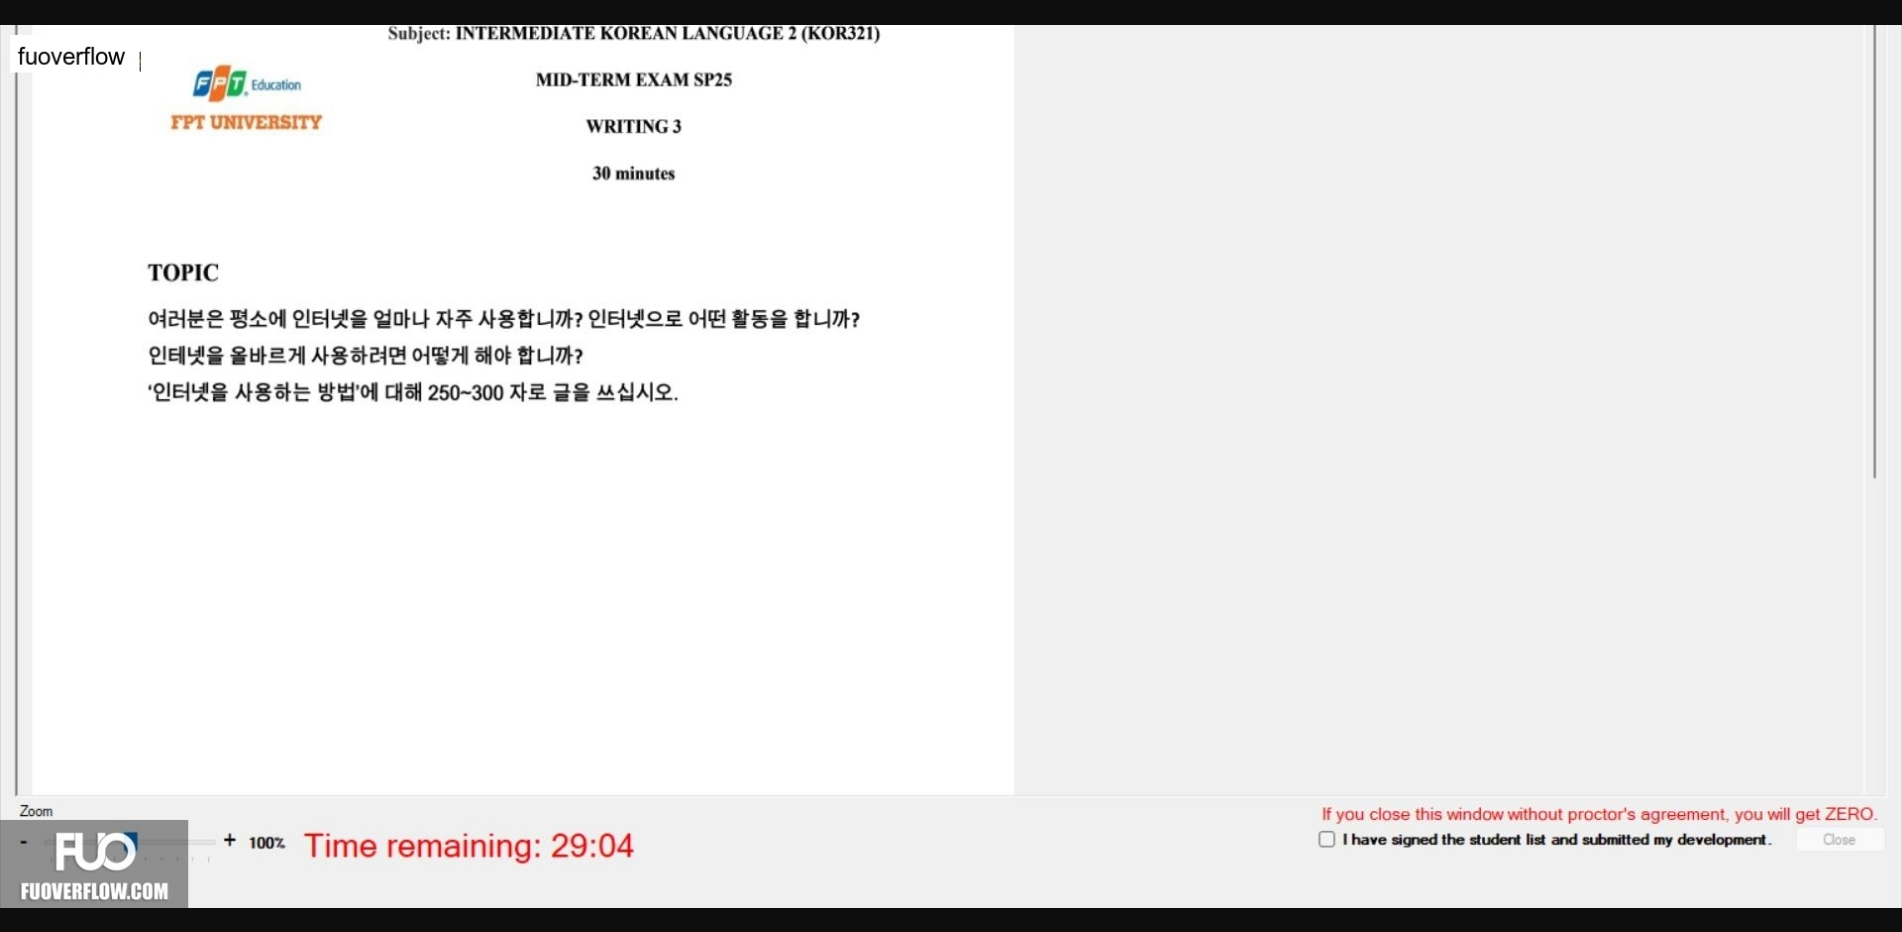 Subject: INTERMEDIATE KOREAN LANGUAGE 2 (KOR321)
fuoverflow
FPT Education
FPT UNIVERSITY
MID-TERM EXAM SP25
WRITING 3
30 minutes
TOPIC
여러분은 평소에 인터넷을 얼마나 자주 사용합니까? 인터넷으로 어떤 활동을 합니까?
인테넷을 올바르게 사용하려면 어떻게 해야 합니까?
‘인터넷을 사용하는 방법’에 대해 250~300 자로 글을 쓰십시오.
Zoom
- + 100%
Time remaining: 29:04
If you close this window without proctor's agreement, you will get ZERO.
I have signed the student list and submitted my development.
Close
FUO
FUOVERFLOW.COM